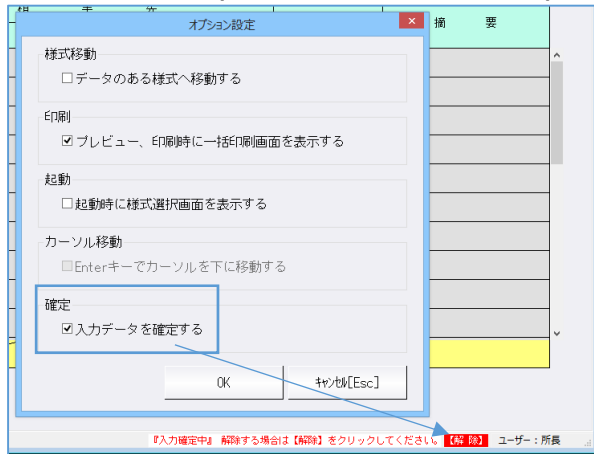 オプション設定
摘 要
様式移動
データのある様式へ移動する
印刷
プレビュー、印刷時に一括印刷画面を表示する
起動
起動時に様式選択画面を表示する
カーソル移動
Enterキーでカーソルを下に移動する
確定
入力データを確定する
OK
ｷｬﾝｾﾙ[Esc]
『入力確定中』 解除する場合は【解除】をクリックしてください。 【解 除】 ユーザー：所長